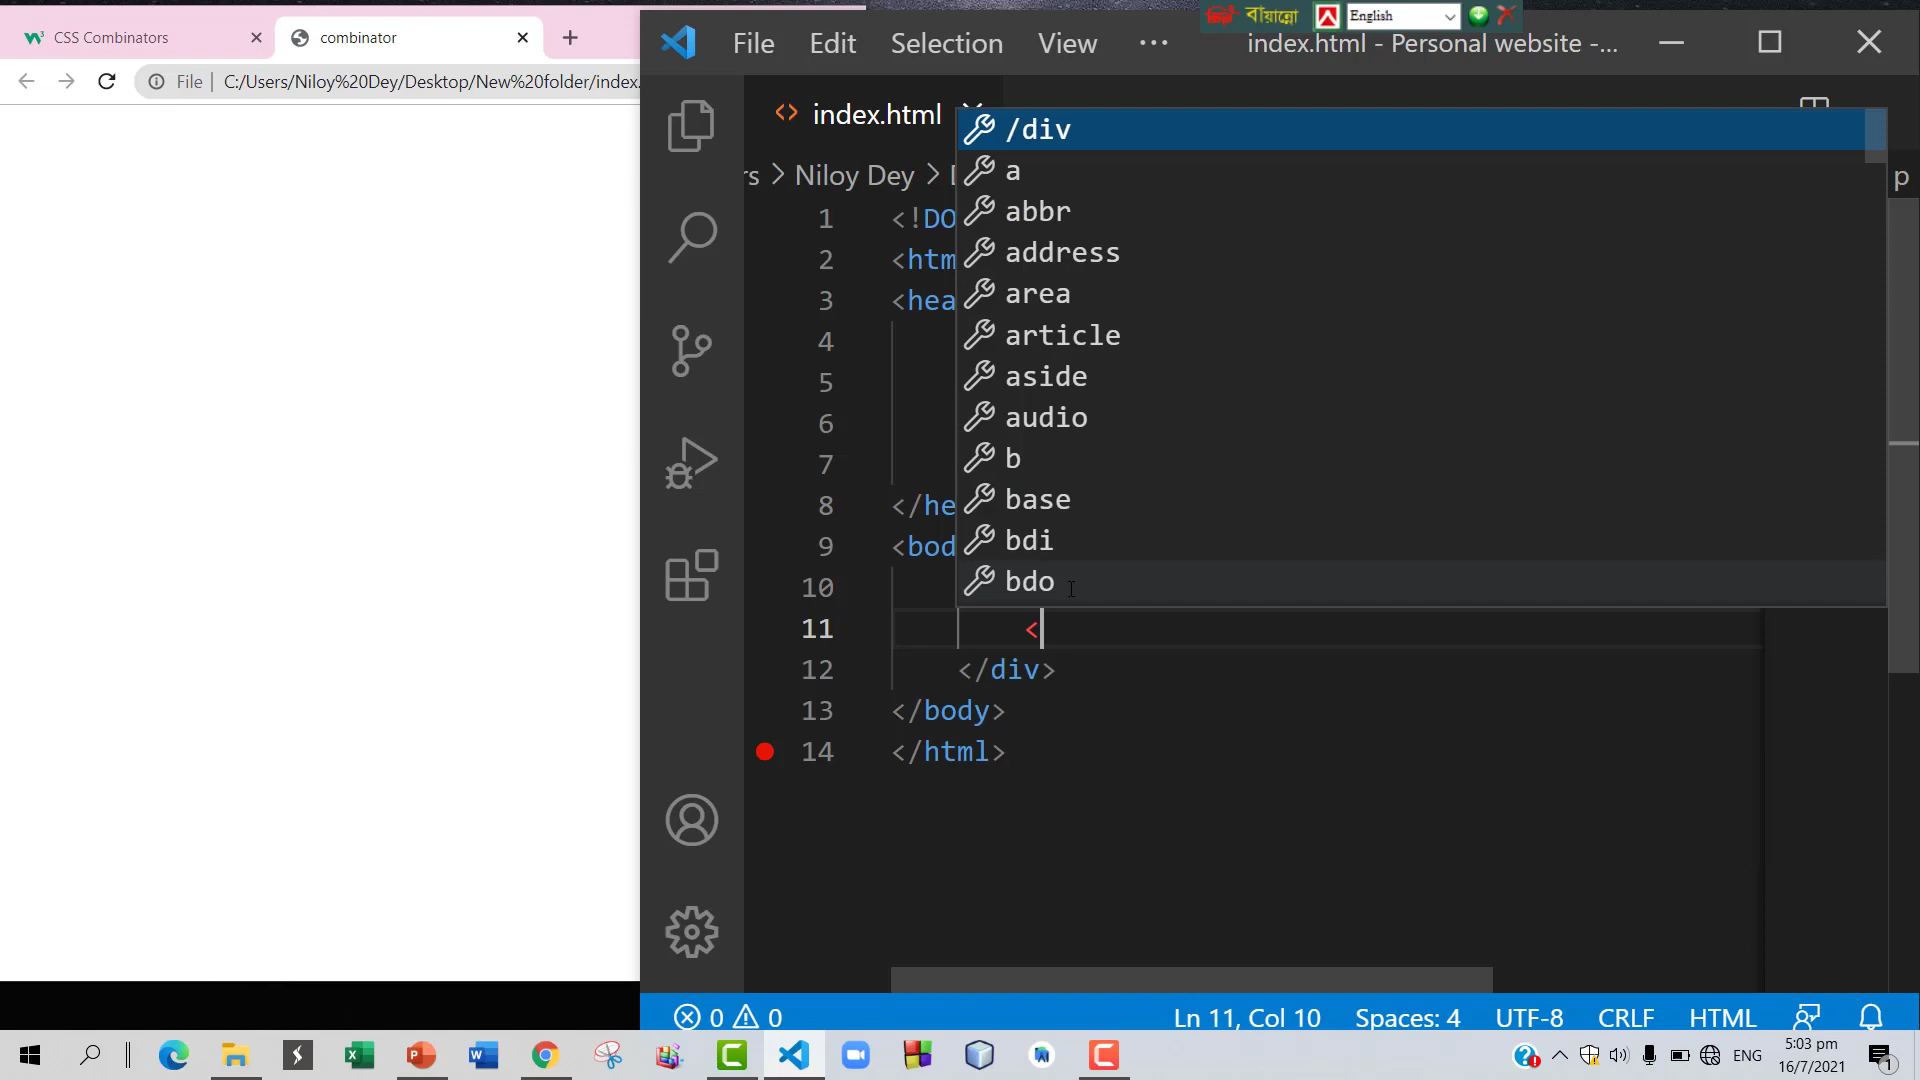 CSS Combinators
combinator
File
C:/Users/Niloy%20Dey/Desktop/New%20folder/index.
বায়ান্নো
English
File Edit Selection View ···
index.html - Personal website -...
index.html
rs > Niloy Dey >
p
/div
a
abbr
address
area
article
aside
audio
b
base
bdi
bdo
1 <!DO
2 <htm
3 <hea
4
5
6
7
8 </he
9 <bod
10
11 <
12 </div>
13 </body>
14 </html>
0 0
Ln 11, Col 10
Spaces: 4
UTF-8
CRLF
HTML
ENG
5:03 pm
16/7/2021
1